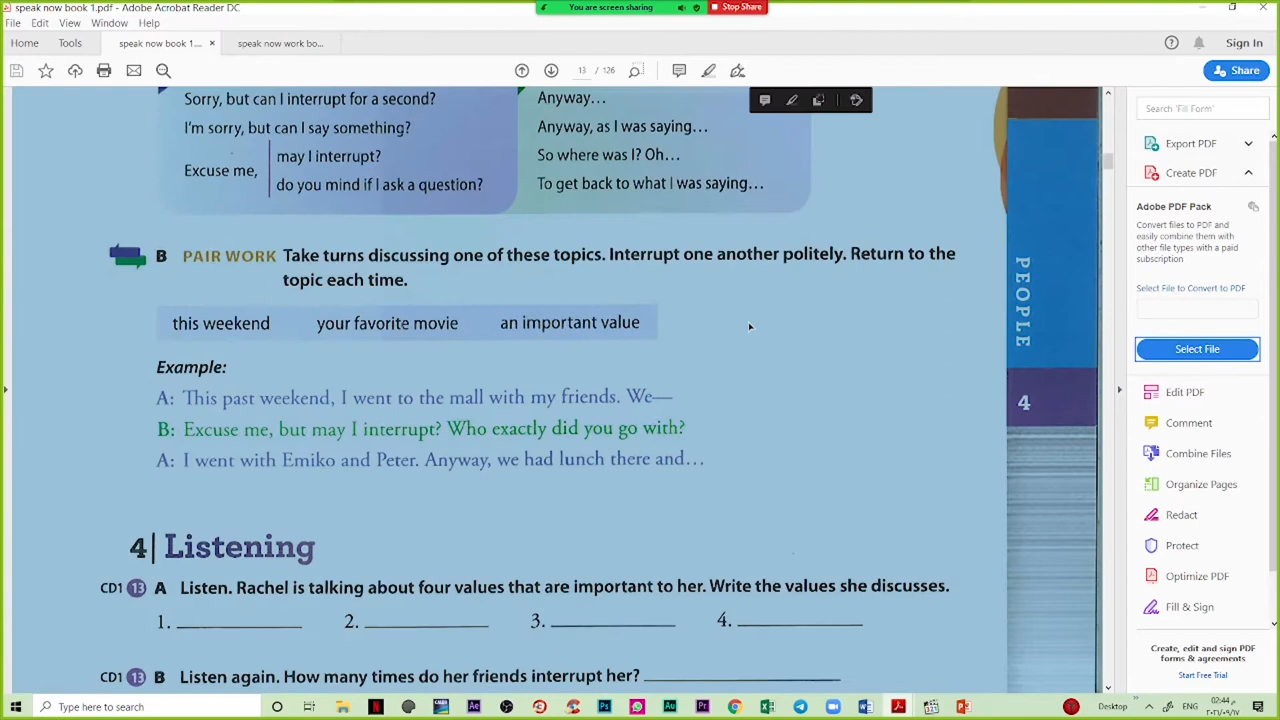 speak now book 1.pdf - Adobe Acrobat Reader DC
You are screen sharing
Stop Share
File Edit View Window Help
Home Tools speak now book 1.... × speak now work bo... Sign In
13 / 126
Share
Sorry, but can I interrupt for a second?
I'm sorry, but can I say something?
Excuse me,
may I interrupt?
do you mind if I ask a question?
Anyway...
Anyway, as I was saying...
So where was I? Oh...
To get back to what I was saying...
B PAIR WORK Take turns discussing one of these topics. Interrupt one another politely. Return to the
topic each time.
this weekend your favorite movie an important value
Example:
A: This past weekend, I went to the mall with my friends. We—
B: Excuse me, but may I interrupt? Who exactly did you go with?
A: I went with Emiko and Peter. Anyway, we had lunch there and...
4 Listening
CD1 13 A Listen. Rachel is talking about four values that are important to her. Write the values she discusses.
1. 2. 3. 4.
CD1 13 B Listen again. How many times do her friends interrupt her?
PEOPLE
4
Search 'Fill Form'
Export PDF
Create PDF
Adobe PDF Pack
Convert files to PDF and
easily combine them with
other file types with a paid
subscription
Select File to Convert to PDF
Select File
Edit PDF
Comment
Combine Files
Organize Pages
Redact
Protect
Optimize PDF
Fill & Sign
Create, edit and sign PDF
forms & agreements
Start Free Trial
Type here to search
Desktop